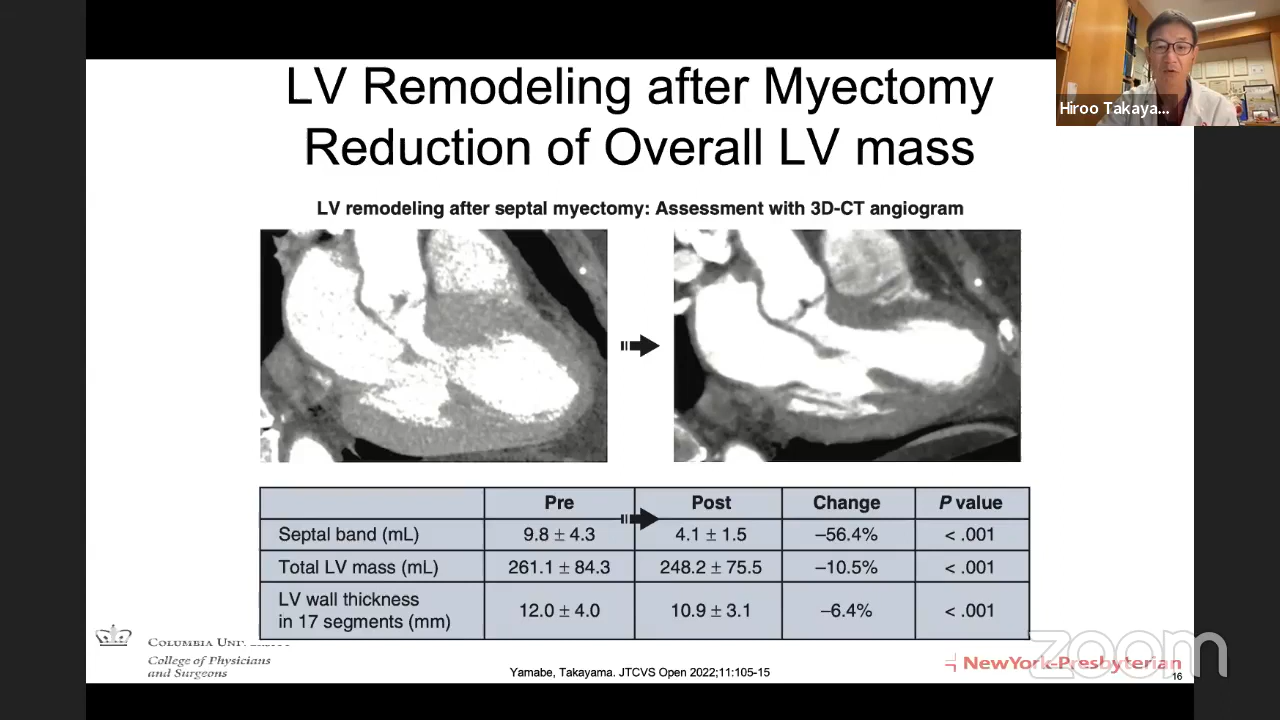 LV Remodeling after Myectomy
Reduction of Overall LV mass
Hiroo Takaya...
LV remodeling after septal myectomy: Assessment with 3D-CT angiogram
Pre Post Change P value
Septal band (mL) 9.8 ± 4.3 4.1 ± 1.5 –56.4% < .001
Total LV mass (mL) 261.1 ± 84.3 248.2 ± 75.5 –10.5% < .001
LV wall thickness
in 17 segments (mm) 12.0 ± 4.0 10.9 ± 3.1 –6.4% < .001
COLUMBIA
College of Physicians
and Surgeons
Yamabe, Takayama. JTCVS Open 2022;11:105-15
NewYork-Presbyterian
16
zoom